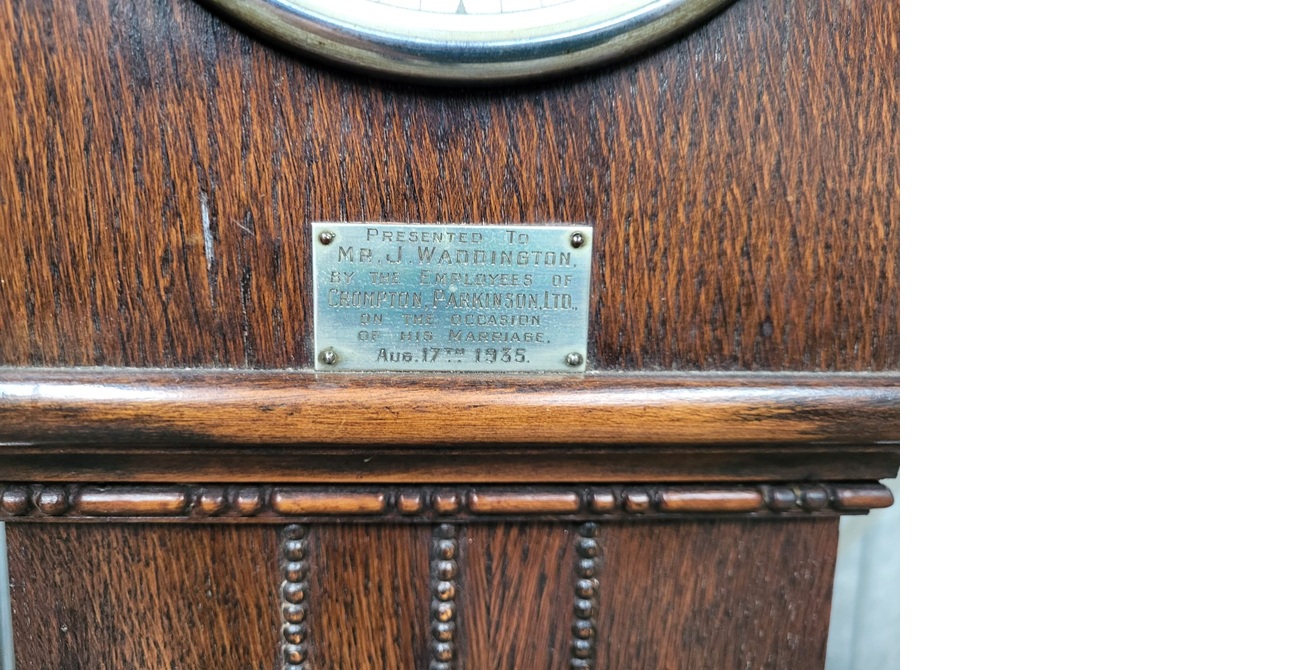 PRESENTED TO
MR. J. WADDINGTON.
BY THE EMPLOYEES OF
CROMPTON, PARKINSON, LTD.,
ON THE OCCASION
OF HIS MARRIAGE.
AUG. 17TH 1935.